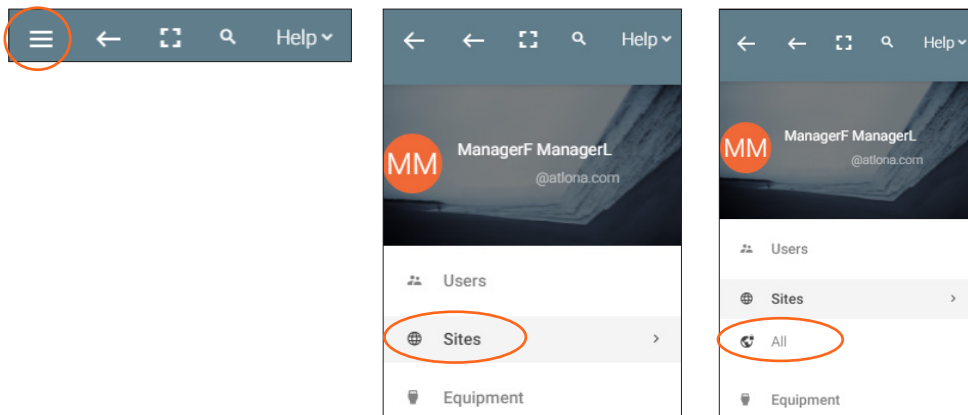 Help
Help
MM
ManagerF ManagerL
@atlona.com
Users
Sites
Equipment
Help
MM
ManagerF ManagerL
@atlona.com
Users
Sites
All
Equipment